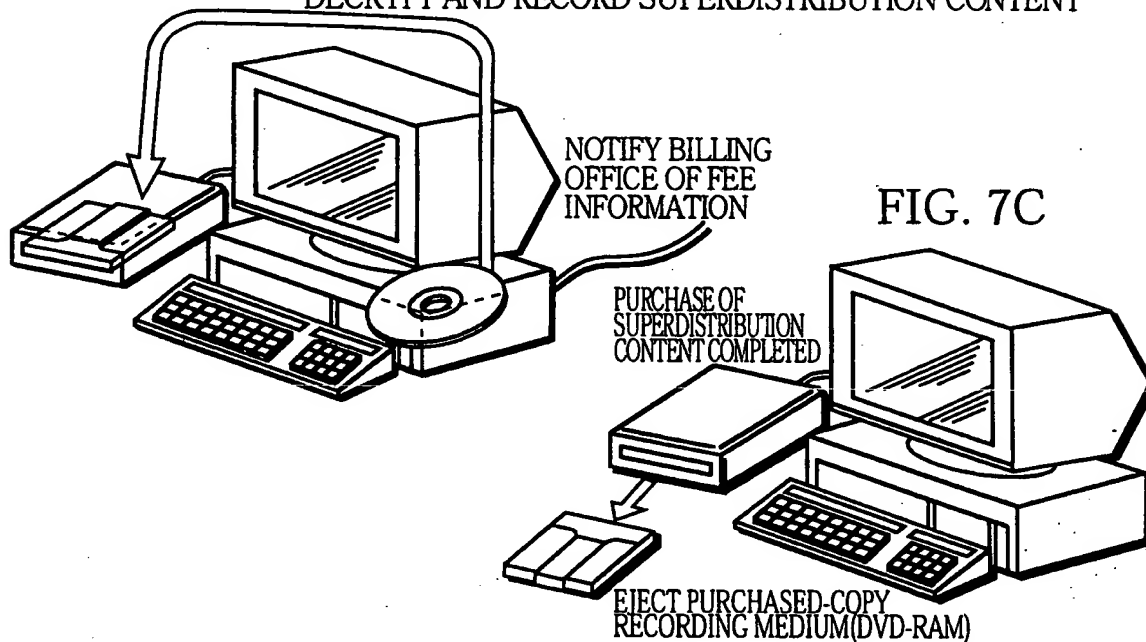 DECRYPT AND RECORD SUPERDISTRIBUTION CONTENT
NOTIFY BILLING
OFFICE OF FEE
INFORMATION
FIG. 7C
PURCHASE OF
SUPERDISTRIBUTION
CONTENT COMPLETED
EJECT PURCHASED-COPY
RECORDING MEDIUM(DVD-RAM)